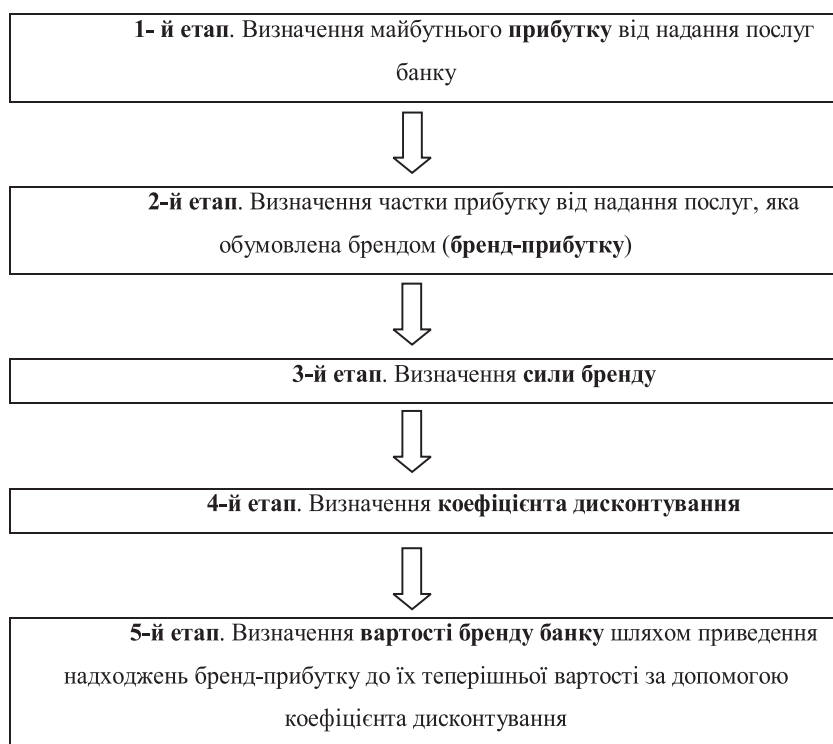 1- й етап. Визначення майбутнього прибутку від надання послуг
банку
2-й етап. Визначення частки прибутку від надання послуг, яка
обумовлена брендом (бренд-прибутку)
3-й етап. Визначення сили бренду
4-й етап. Визначення коефіцієнта дисконтування
5-й етап. Визначення вартості бренду банку шляхом приведення
надходжень бренд-прибутку до їх теперішньої вартості за допомогою
коефіцієнта дисконтування